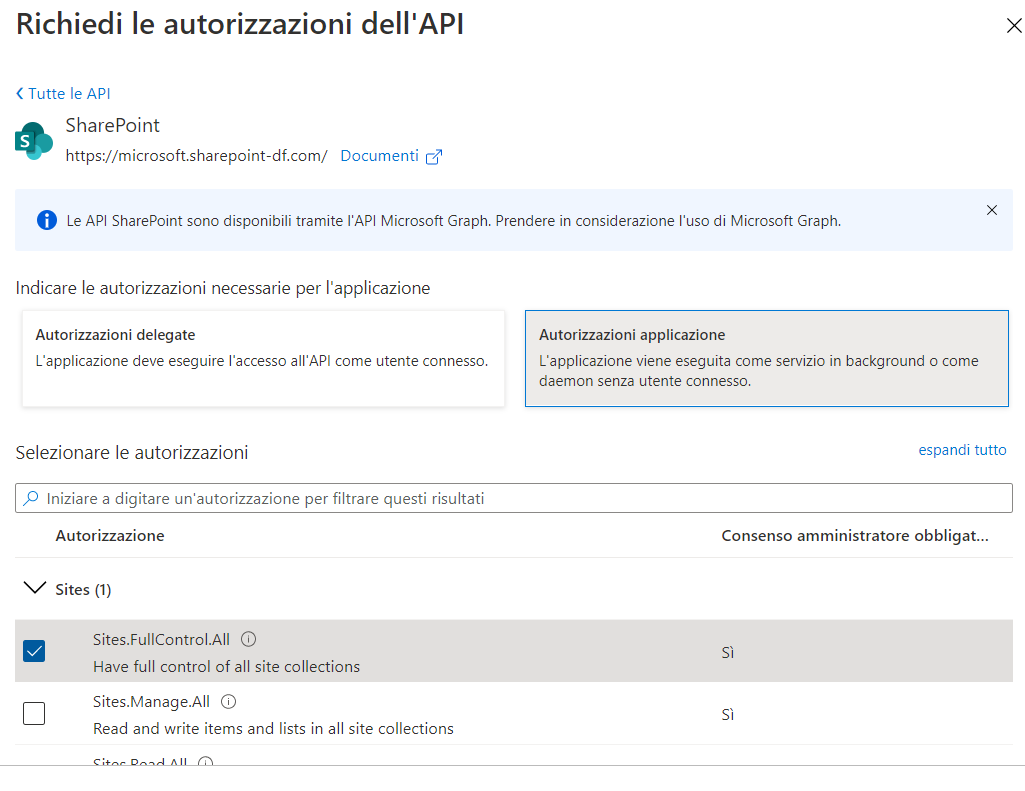 Richiedi le autorizzazioni dell'API
Tutte le API
SharePoint
https://microsoft.sharepoint-df.com/ Documenti
Le API SharePoint sono disponibili tramite l'API Microsoft Graph. Prendere in considerazione l'uso di Microsoft Graph.
Indicare le autorizzazioni necessarie per l'applicazione
Autorizzazioni delegate
L'applicazione deve eseguire l'accesso all'API come utente connesso.
Autorizzazioni applicazione
L'applicazione viene eseguita come servizio in background o come
daemon senza utente connesso.
Selezionare le autorizzazioni
espandi tutto
Iniziare a digitare un'autorizzazione per filtrare questi risultati
Autorizzazione
Consenso amministratore obbligat...
Sites (1)
Sites.FullControl.All
Have full control of all site collections
Sì
Sites.Manage.All
Read and write items and lists in all site collections
Sì
Sites.Read.All